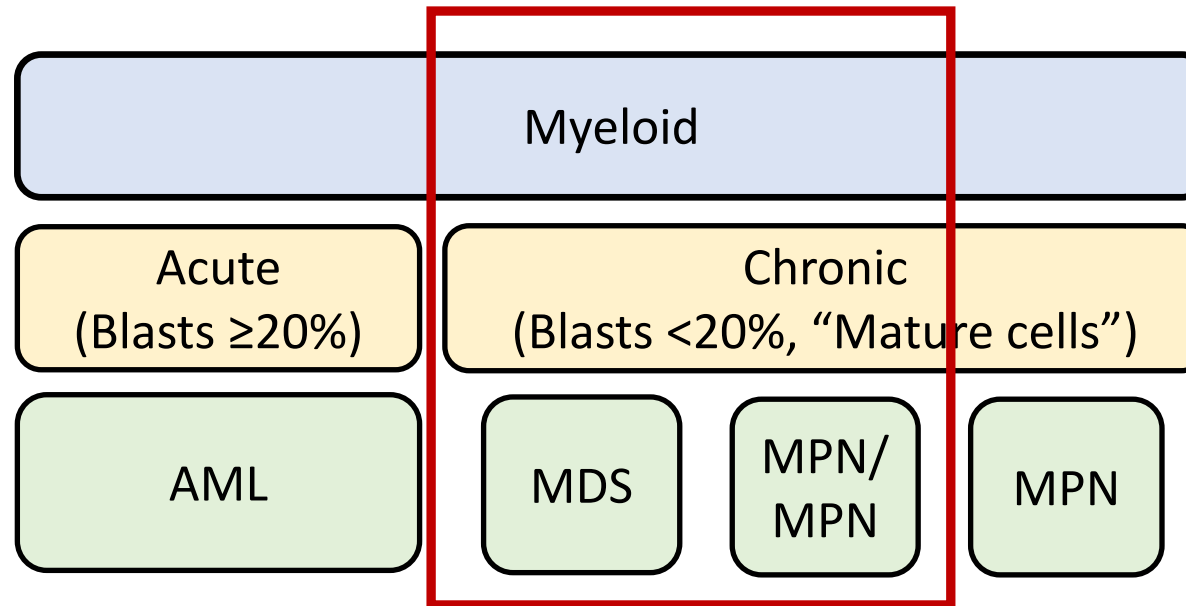 Myeloid
Acute
(Blasts ≥20%)
Chronic
(Blasts <20%, “Mature cells”)
AML
MDS
MPN/
MPN
MPN